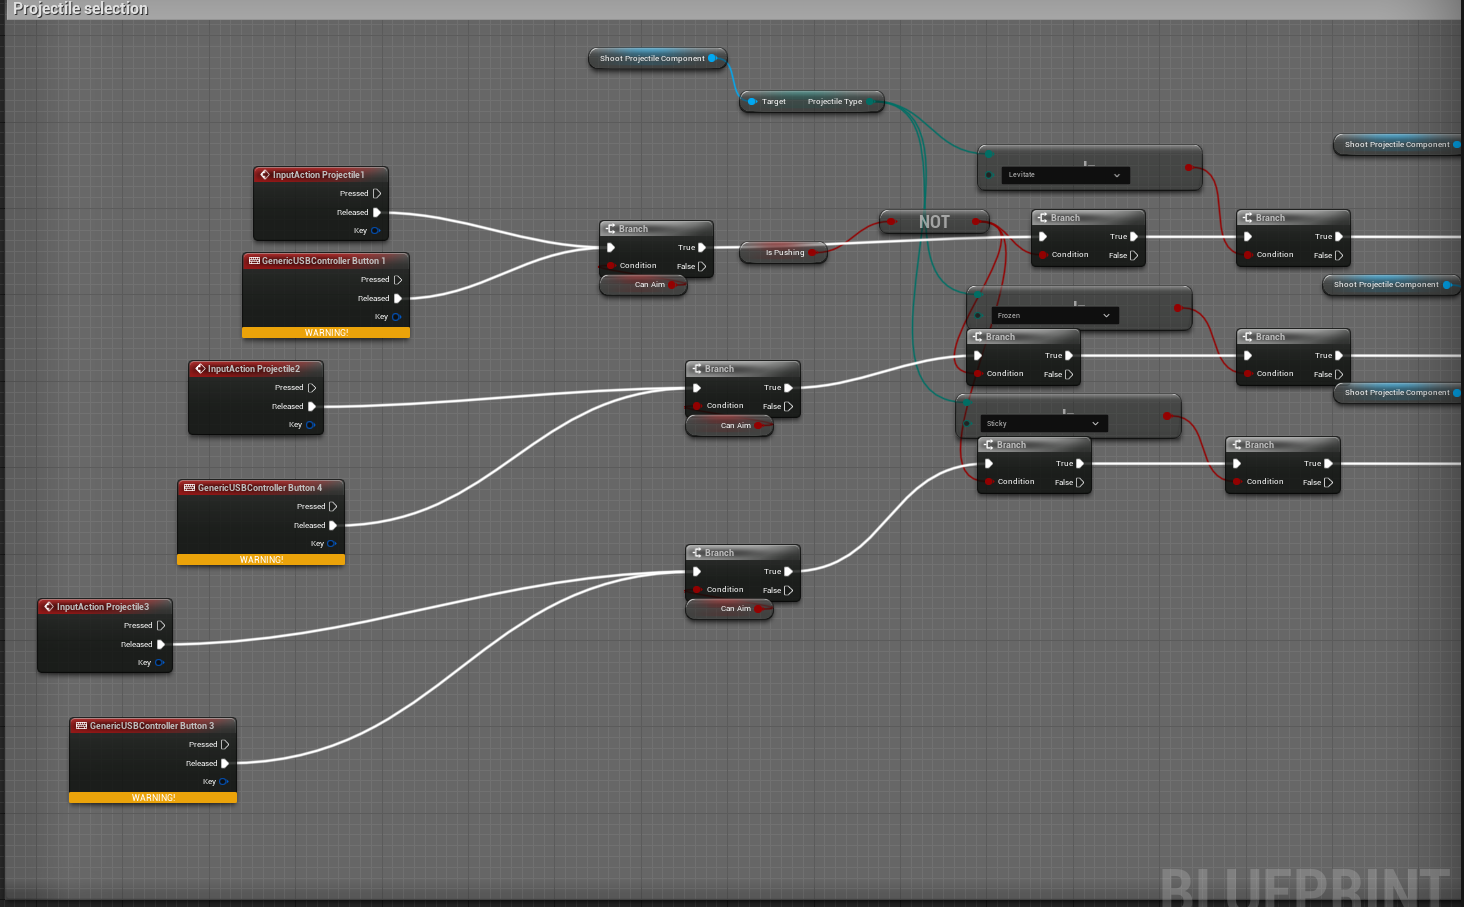 Projectile selection
Shoot Projectile Component
Target Projectile Type
Shoot Projectile Component
InputAction Projectile1
Pressed
Released
Key
Levitate
NOT
Branch
True
Condition False
Can Aim
Is Pushing
Branch
True
Condition False
Branch
True
Condition False
GenericUSBController Button 1
Pressed
Released
Key
WARNING!
Shoot Projectile Component
Frozen
Branch
True
Condition False
Branch
True
Condition False
InputAction Projectile2
Pressed
Released
Key
Branch
True
Condition False
Can Aim
Shoot Projectile Component
Sticky
Branch
True
Condition False
Branch
True
Condition False
GenericUSBController Button 4
Pressed
Released
Key
WARNING!
Branch
True
Condition False
Can Aim
InputAction Projectile3
Pressed
Released
Key
GenericUSBController Button 3
Pressed
Released
Key
WARNING!
BLUEPRINT